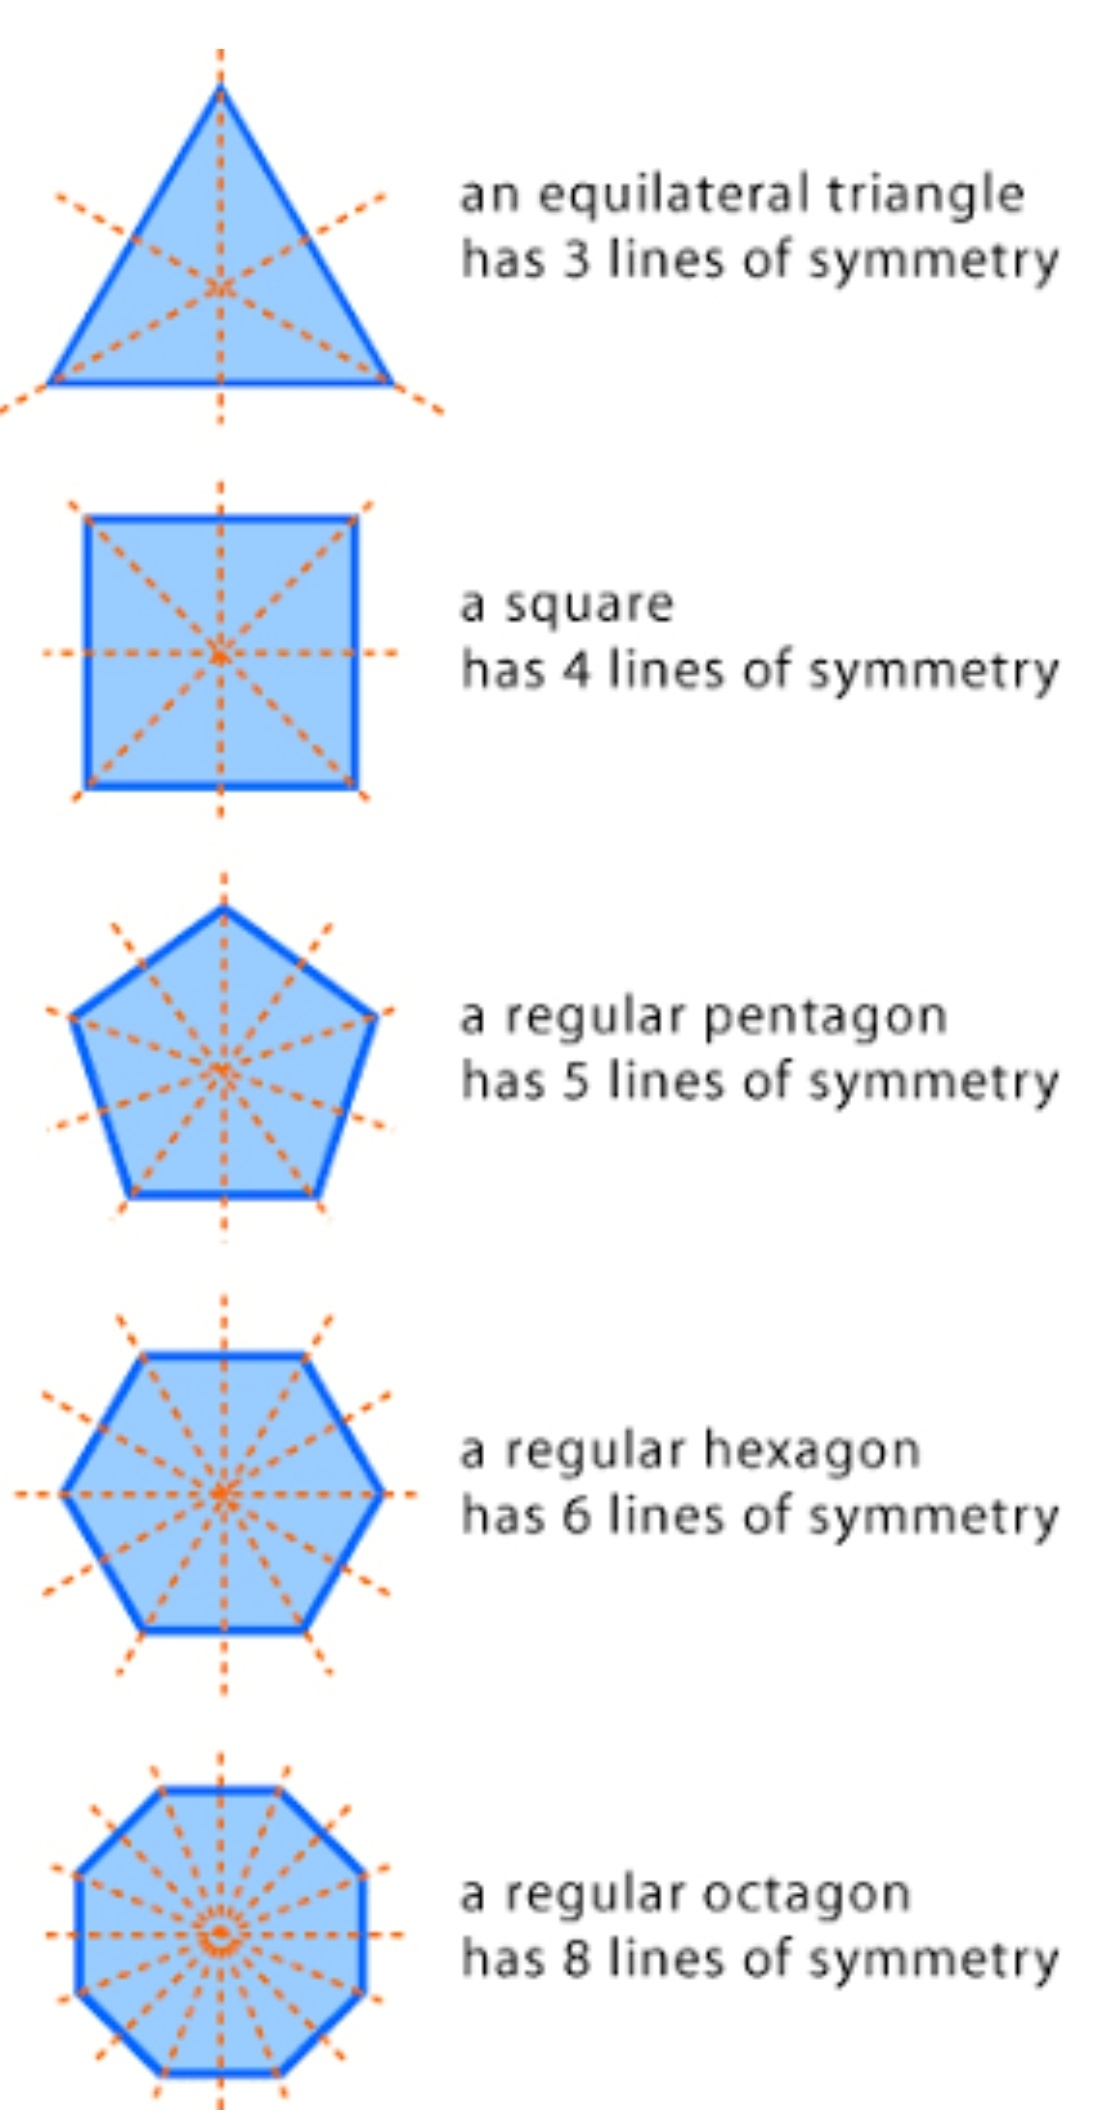 an equilateral triangle
has 3 lines of symmetry
a square
has 4 lines of symmetry
a regular pentagon
has 5 lines of symmetry
a regular hexagon
has 6 lines of symmetry
a regular octagon
has 8 lines of symmetry